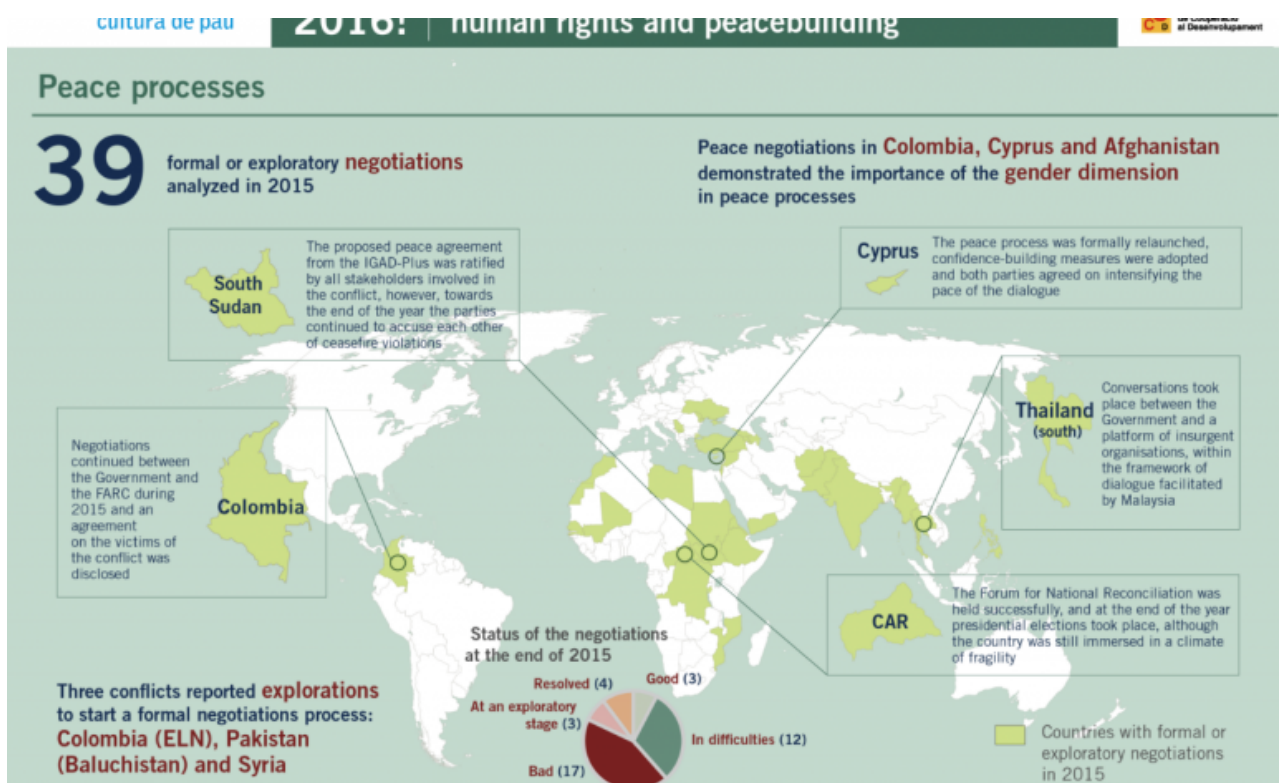 cultura de pau
2016!
human rights and peacebuilding
de Cooperació
al Desenvolupament
Peace processes
39
formal or exploratory negotiations
analyzed in 2015
Peace negotiations in Colombia, Cyprus and Afghanistan
demonstrated the importance of the gender dimension
in peace processes
South
Sudan
The proposed peace agreement
from the IGAD-Plus was ratified
by all stakeholders involved in
the conflict, however, towards
the end of the year the parties
continued to accuse each other
of ceasefire violations
Cyprus
The peace process was formally relaunched,
confidence-building measures were adopted
and both parties agreed on intensifying the
pace of the dialogue
Thailand
(south)
Conversations took
place between the
Government and a
platform of insurgent
organisations, within
the framework of
dialogue facilitated
by Malaysia
Negotiations
continued between
the Government and
the FARC during
2015 and an
agreement
on the victims of
the conflict was
disclosed
Colombia
CAR
The Forum for National Reconciliation was
held successfully, and at the end of the year
presidential elections took place, although
the country was still immersed in a climate
of fragility
Status of the negotiations
at the end of 2015
Resolved (4)
Good (3)
At an exploratory
stage (3)
In difficulties (12)
Bad (17)
Three conflicts reported explorations
to start a formal negotiations process:
Colombia (ELN), Pakistan
(Baluchistan) and Syria
Countries with formal or
exploratory negotiations
in 2015